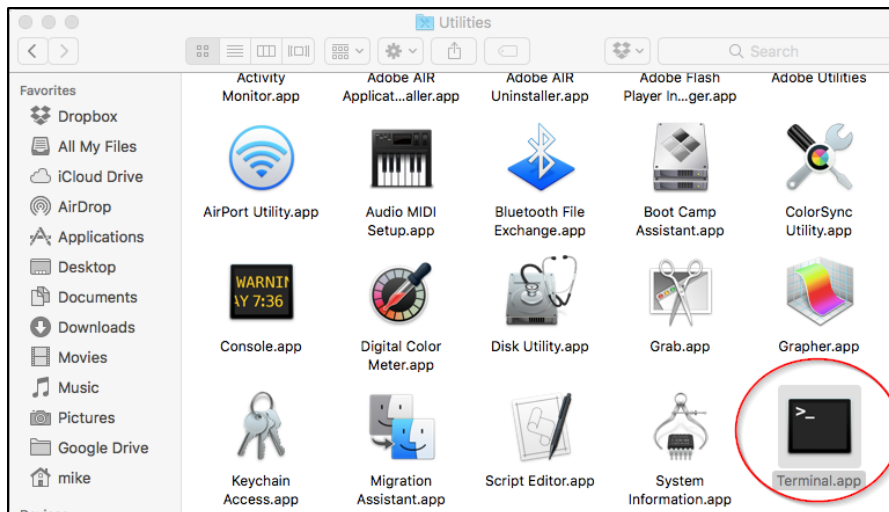 Utilities
Search
Favorites
Dropbox
All My Files
iCloud Drive
AirDrop
Applications
Desktop
Documents
Downloads
Movies
Music
Pictures
Google Drive
mike
Activity
Monitor.app
Adobe AIR
Applicat...aller.app
Adobe AIR
Uninstaller.app
Adobe Flash
Player In...ger.app
Adobe Utilities
AirPort Utility.app
Audio MIDI
Setup.app
Bluetooth File
Exchange.app
Boot Camp
Assistant.app
ColorSync
Utility.app
WARNIN
AY 7:36
Console.app
Digital Color
Meter.app
Disk Utility.app
Grab.app
Grapher.app
Keychain
Access.app
Migration
Assistant.app
Script Editor.app
System
Information.app
>_
Terminal.app